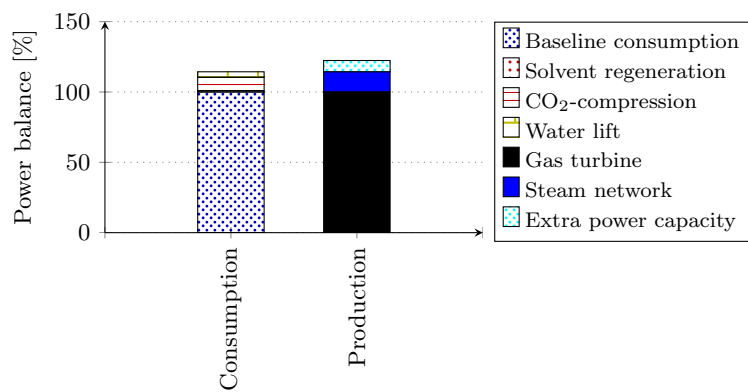 Power balance [%]
150
100
50
0
Consumption
Production
Baseline consumption
Solvent regeneration
CO₂-compression
Water lift
Gas turbine
Steam network
Extra power capacity